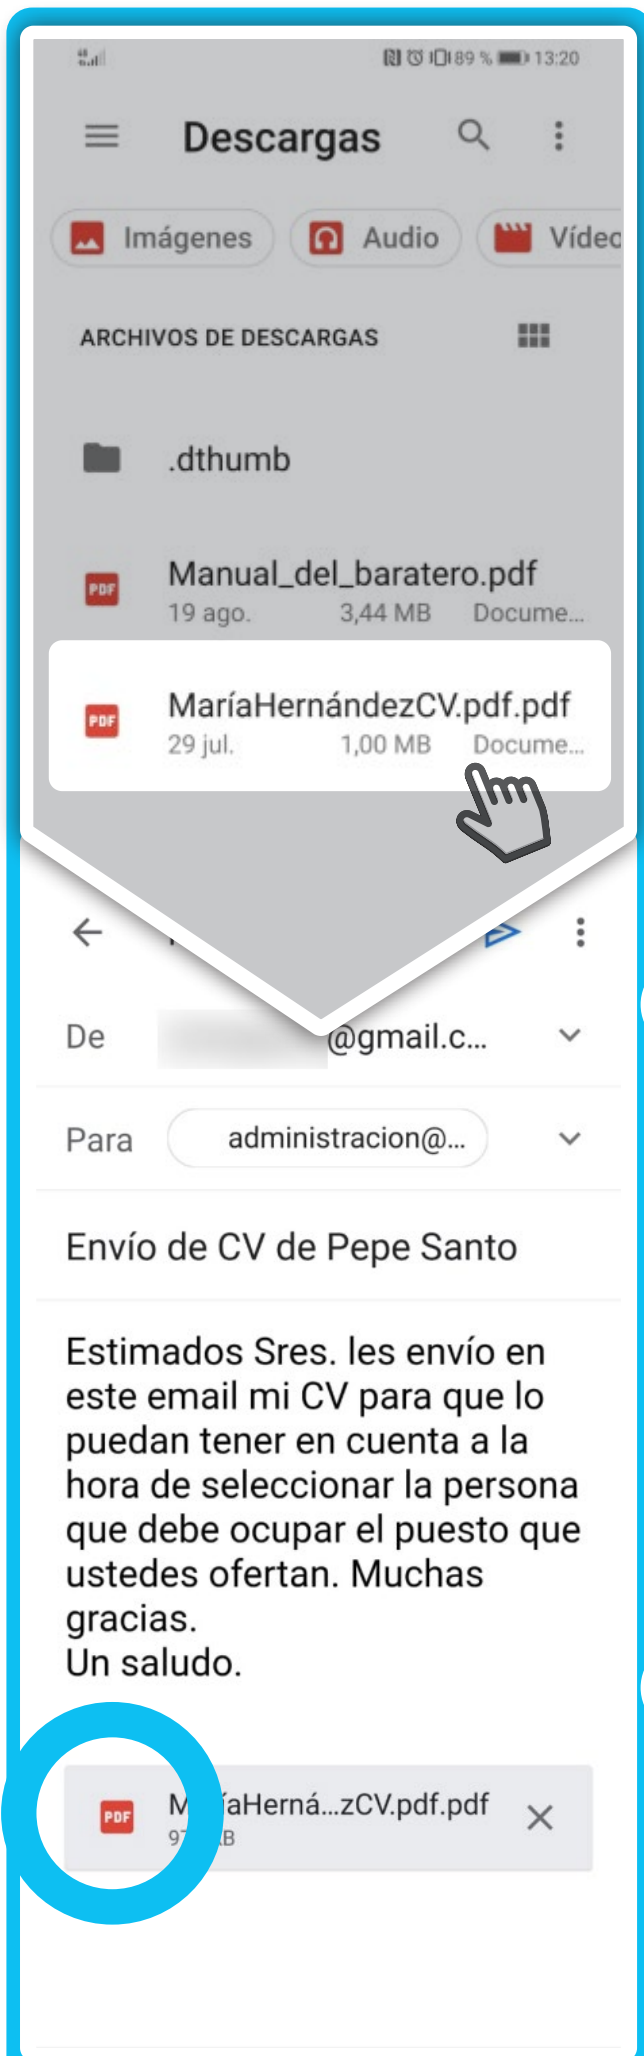 89 % 13:20
Descargas
Imágenes Audio Vídeo
ARCHIVOS DE DESCARGAS
.dthumb
PDF Manual_del_baratero.pdf
19 ago. 3,44 MB Docume...
PDF MaríaHernándezCV.pdf.pdf
29 jul. 1,00 MB Docume...
De @gmail.c...
Para administracion@...
Envío de CV de Pepe Santo
Estimados Sres. les envío en
este email mi CV para que lo
puedan tener en cuenta a la
hora de seleccionar la persona
que debe ocupar el puesto que
ustedes ofertan. Muchas
gracias.
Un saludo.
PDF MaríaHerná...zCV.pdf.pdf